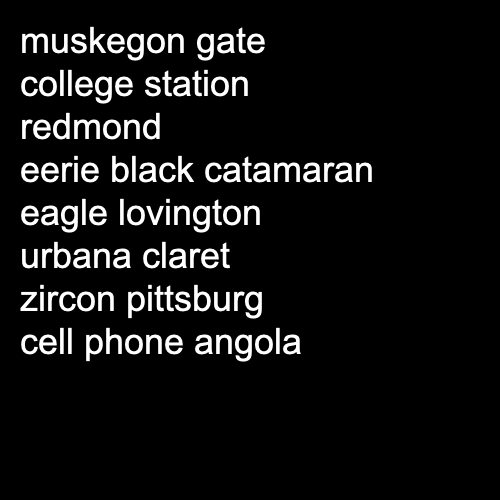 muskegon gate
college station
redmond
eerie black catamaran
eagle lovington
urbana claret
zircon pittsburg
cell phone angola